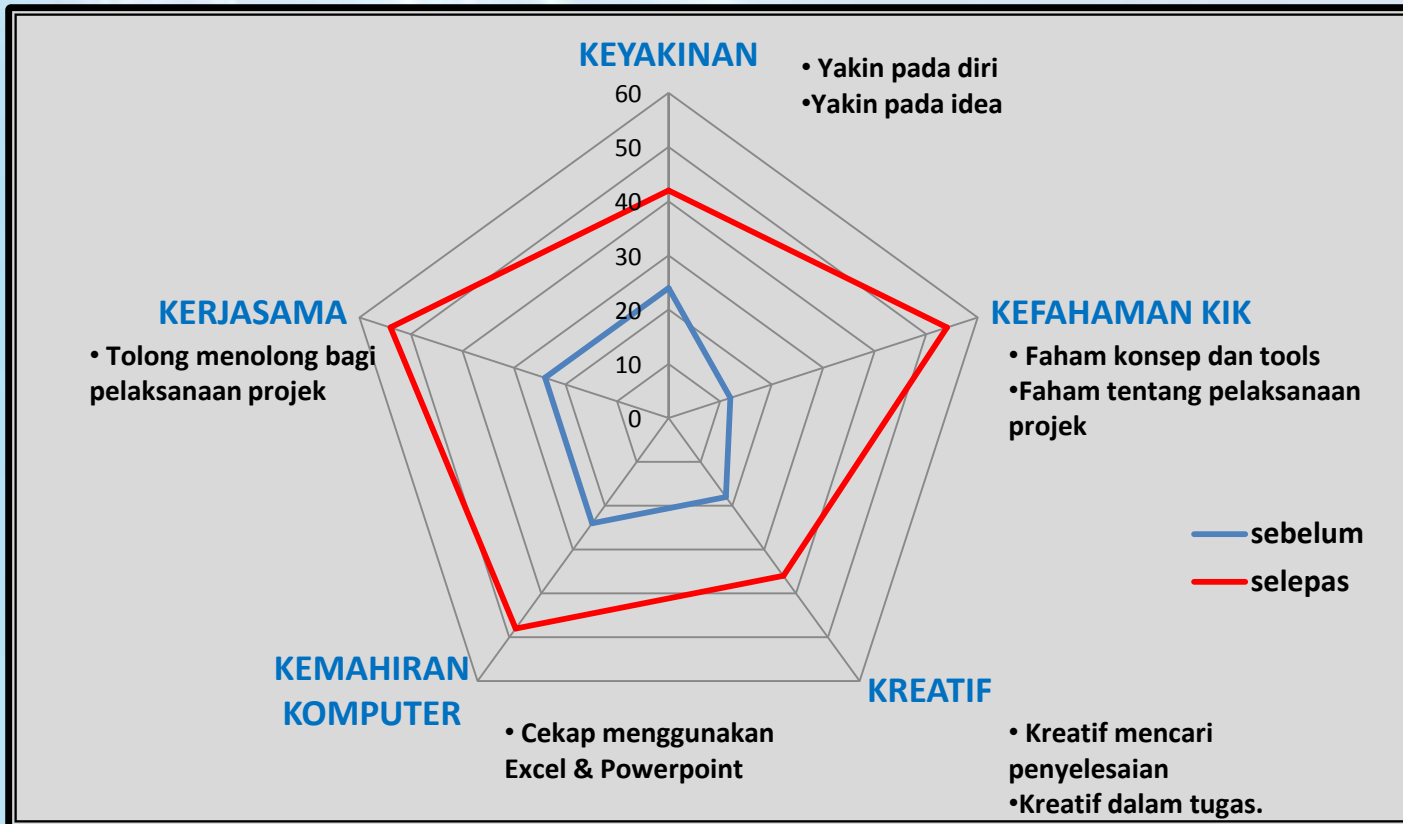 KEYAKINAN
• Yakin pada diri
•Yakin pada idea
60
50
40
30
20
10
0
KERJASAMA
• Tolong menolong bagi
pelaksanaan projek
KEFAHAMAN KIK
• Faham konsep dan tools
•Faham tentang pelaksanaan
projek
sebelum
selepas
KEMAHIRAN
KOMPUTER
• Cekap menggunakan
Excel & Powerpoint
KREATIF
• Kreatif mencari
penyelesaian
•Kreatif dalam tugas.